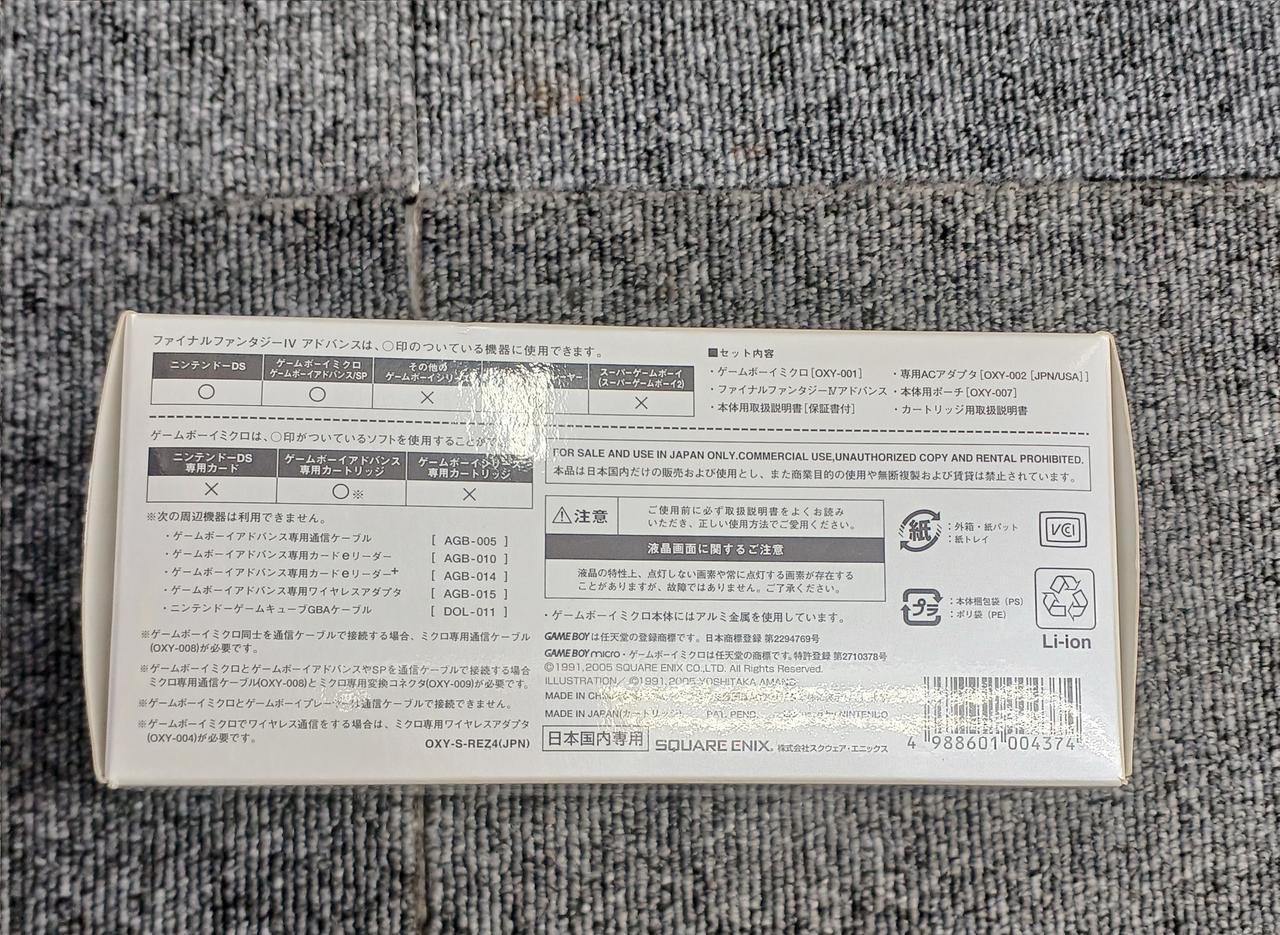 ファイナルファンタジーIV アドバンスは、○印のついている機器に使用できます。
ニンテンドーDS
ゲームボーイミクロ
ゲームボーイアドバンス/SP
その他の
ゲームボーイシリーズ
スーパーゲームボーイ
(スーパーゲームボーイ2)
○ ○ × ×
■セット内容
・ゲームボーイミクロ[OXY-001]
・ファイナルファンタジーIVアドバンス
・本体用取扱説明書[保証書付]
・専用ACアダプタ[OXY-002 [JPN/USA]]
・本体用ポーチ[OXY-007]
・カートリッジ用取扱説明書
ゲームボーイミクロは、○印がついているソフトを使用することが
ニンテンドーDS
専用カード
ゲームボーイアドバンス
専用カートリッジ
ゲームボーイシリーズ
専用カートリッジ
× ○※ ×
※次の周辺機器は利用できません。
・ゲームボーイアドバンス専用通信ケーブル [ AGB-005 ]
・ゲームボーイアドバンス専用カードeリーダー [ AGB-010 ]
・ゲームボーイアドバンス専用カードeリーダー+ [ AGB-014 ]
・ゲームボーイアドバンス専用ワイヤレスアダプタ [ AGB-015 ]
・ニンテンドーゲームキューブGBAケーブル [ DOL-011 ]
※ゲームボーイミクロ同士を通信ケーブルで接続する場合、ミクロ専用通信ケーブル
(OXY-008)が必要です。
※ゲームボーイミクロとゲームボーイアドバンスやSPを通信ケーブルで接続する場合
ミクロ専用通信ケーブル(OXY-008)とミクロ専用変換コネクタ(OXY-009)が必要です。
※ゲームボーイミクロとゲームボーイプレーヤーは通信ケーブルで接続できません。
※ゲームボーイミクロでワイヤレス通信をする場合は、ミクロ専用ワイヤレスアダプタ
(OXY-004)が必要です。
OXY-S-REZ4(JPN)
FOR SALE AND USE IN JAPAN ONLY.COMMERCIAL USE,UNAUTHORIZED COPY AND RENTAL PROHIBITED.
本品は日本国内だけの販売および使用とし、また商業目的の使用や無断複製および賃貸は禁止されています。
⚠注意
ご使用前に必ず取扱説明書をよくお読み
いただき、正しい使用方法でご愛用ください。
液晶画面に関するご注意
液晶の特性上、点灯しない画素や常に点灯する画素が存在する
ことがありますが、故障ではありません。ご了承ください。
・ゲームボーイミクロ本体にはアルミ金属を使用しています。
GAME BOYは任天堂の登録商標です。日本商標登録 第2294769号
GAME BOY micro・ゲームボーイミクロは任天堂の商標です。特許登録 第2710378号
©1991,2005 SQUARE ENIX CO.,LTD. All Rights Reserved.
ILLUSTRATION／©1991,2005 YOSHITAKA AMANO
MADE IN CHINA
MADE IN JAPAN(カートリッジ) PAT. PEND. by NINTENDO
日本国内専用
SQUARE ENIX. 株式会社スクウェア・エニックス
紙
：外箱・紙パット
：紙トレイ
VCI
プラ
：本体梱包袋（PS）
：ポリ袋（PE）
Li-ion
4 988601 004374